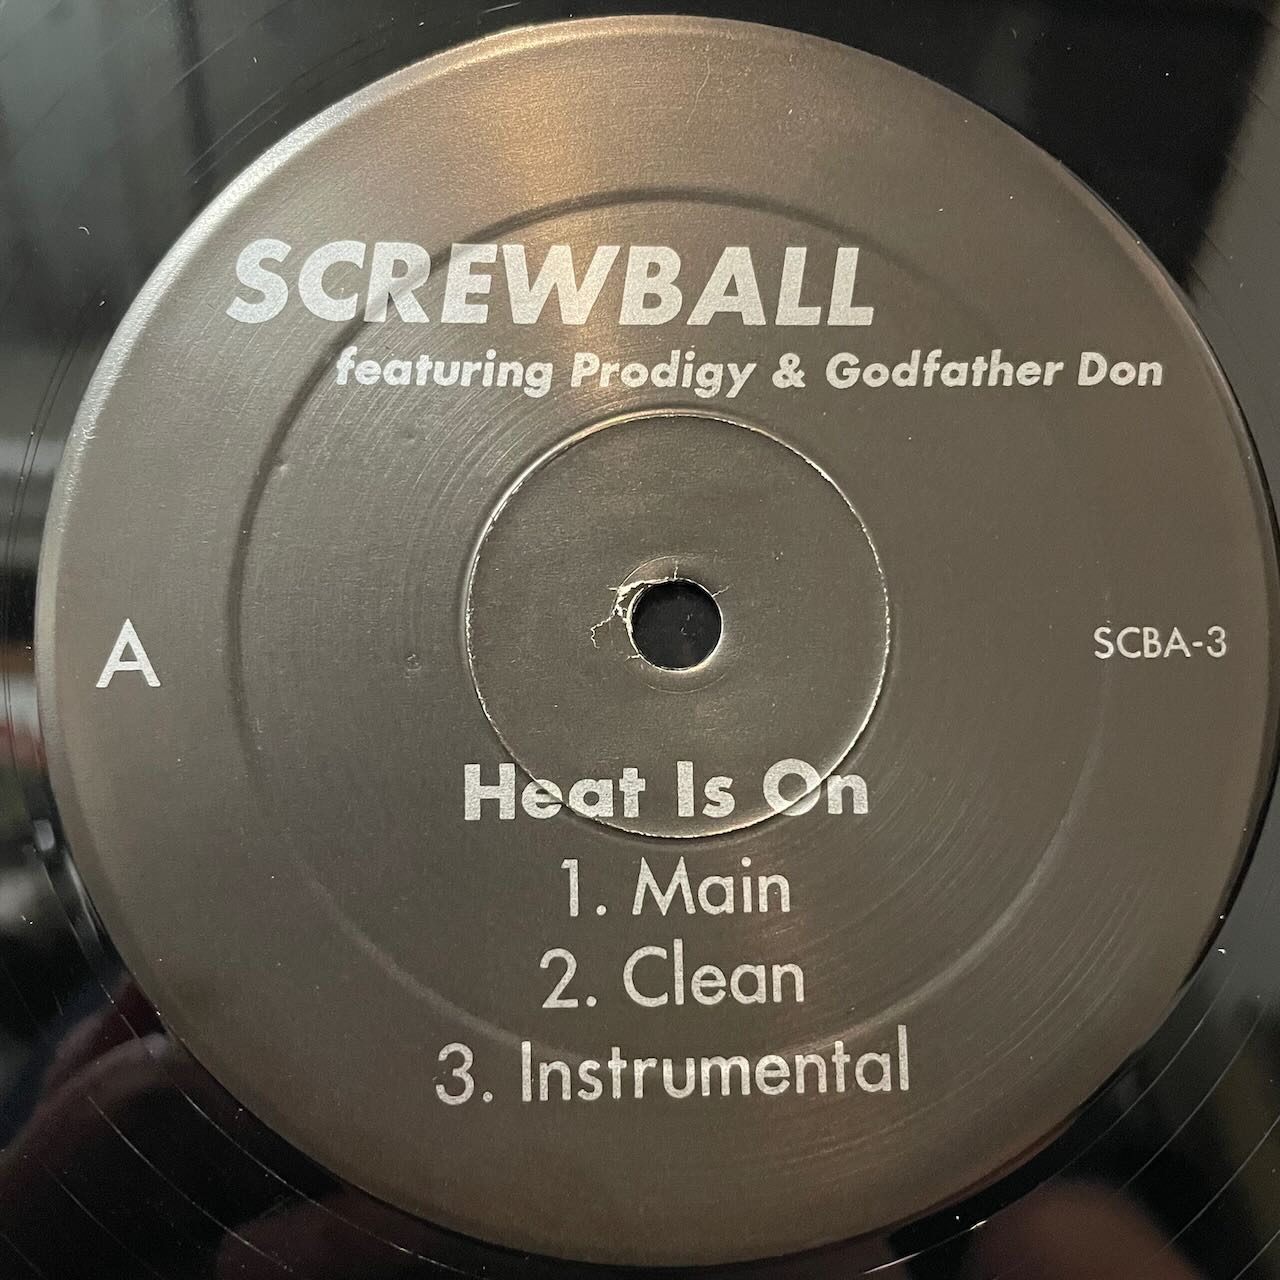 SCREWBALL
featuring Prodigy & Godfather Don
A
SCBA-3
Heat Is On
1. Main
2. Clean
3. Instrumental